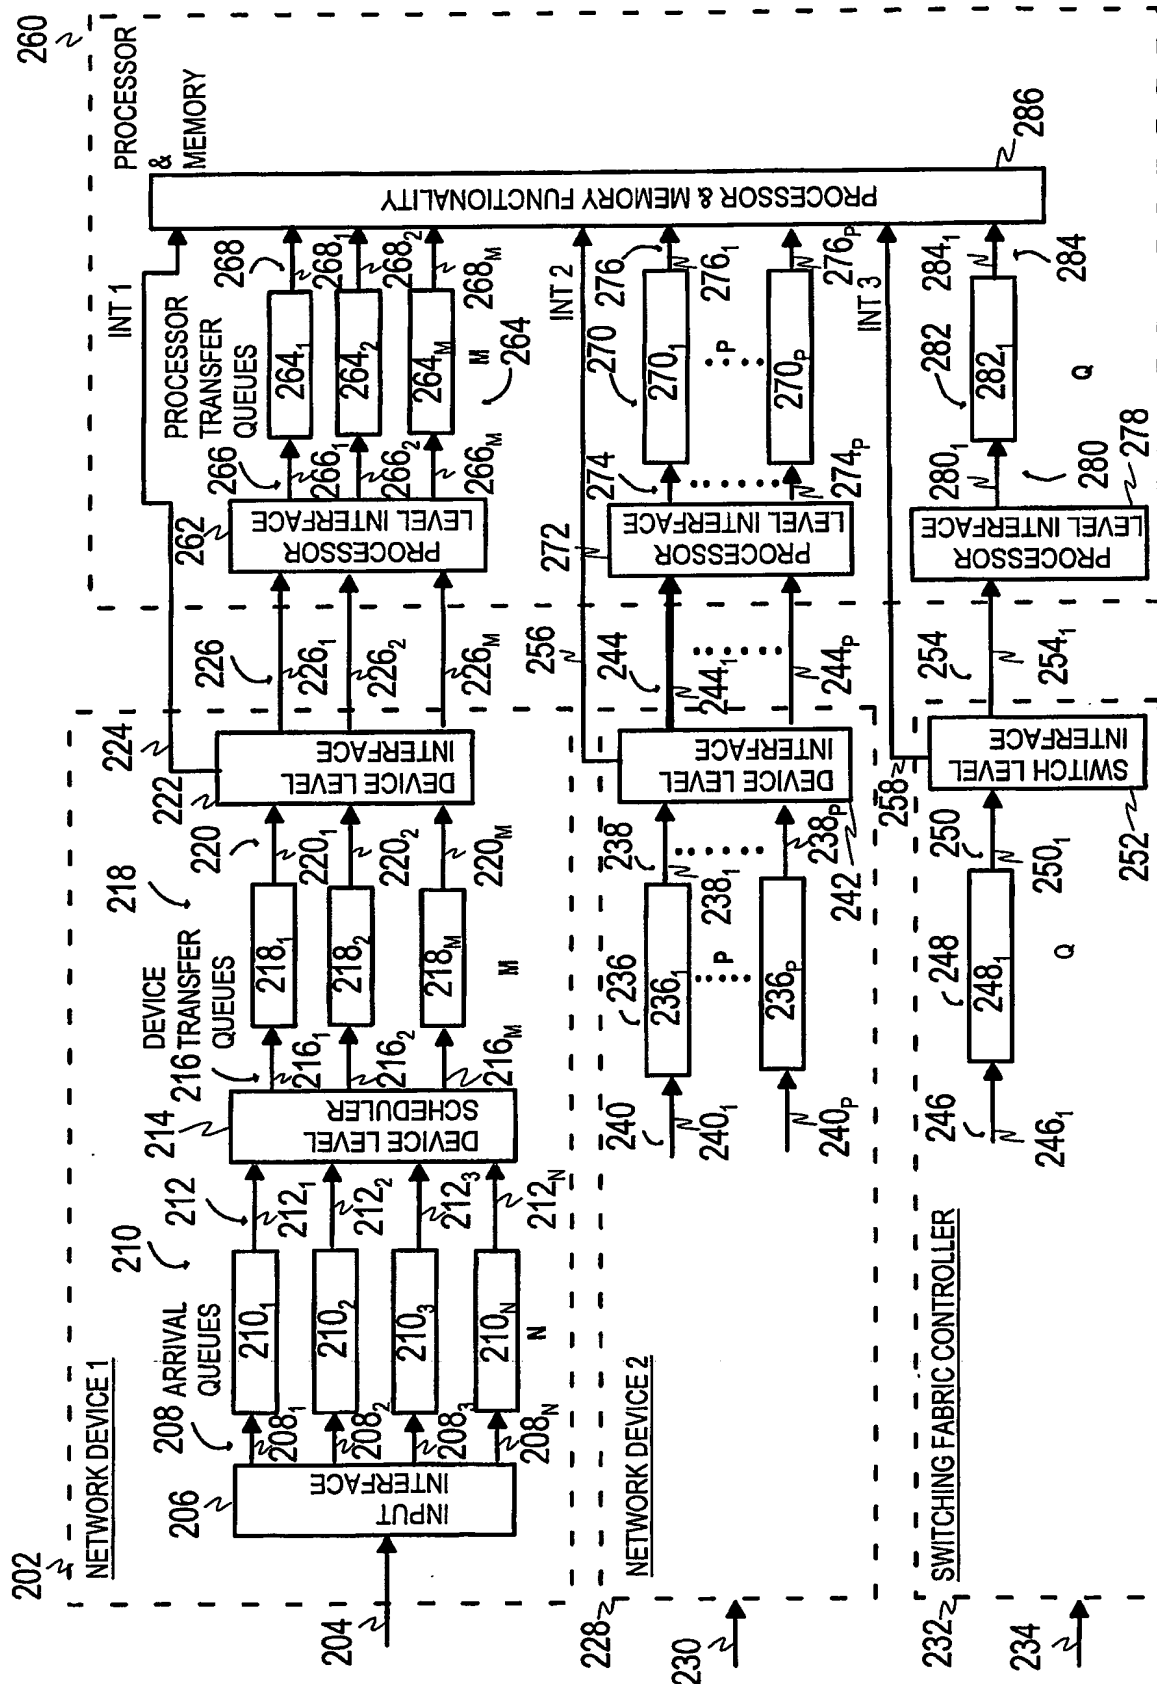 202
NETWORK DEVICE 1
204
206
INPUT
INTERFACE
208
208₁
208₂
208₃
208N
ARRIVAL
QUEUES
210
210₁
210₂
210₃
210N
N
212
212₁
212₂
212₃
212N
214
DEVICE LEVEL
SCHEDULER
216
216₁
216₂
216M
DEVICE
TRANSFER
QUEUES
218
218₁
218₂
218M
M
220
220₁
220₂
220M
222
DEVICE LEVEL
INTERFACE
224
226
226₁
226₂
226M
INT 1
260
PROCESSOR
&
MEMORY
262
PROCESSOR
LEVEL INTERFACE
266
266₁
266₂
266M
PROCESSOR
TRANSFER
QUEUES
264₁
264₂
264M
M
264
268
268₁
268₂
268M
PROCESSOR & MEMORY FUNCTIONALITY
286
228
230
NETWORK DEVICE 2
240
240₁
240P
236
236₁
P
236P
238
238₁
238P
DEVICE LEVEL
INTERFACE
242
256
244
244₁
244P
INT 2
272
PROCESSOR
LEVEL INTERFACE
274
274P
270
270₁
P
270P
276
276₁
276P
232
234
SWITCHING FABRIC CONTROLLER
246
246₁
248
248₁
Q
250
250₁
252
SWITCH LEVEL
INTERFACE
258
254
254₁
INT 3
PROCESSOR
LEVEL INTERFACE
278
280
280₁
282
282₁
Q
284₁
284